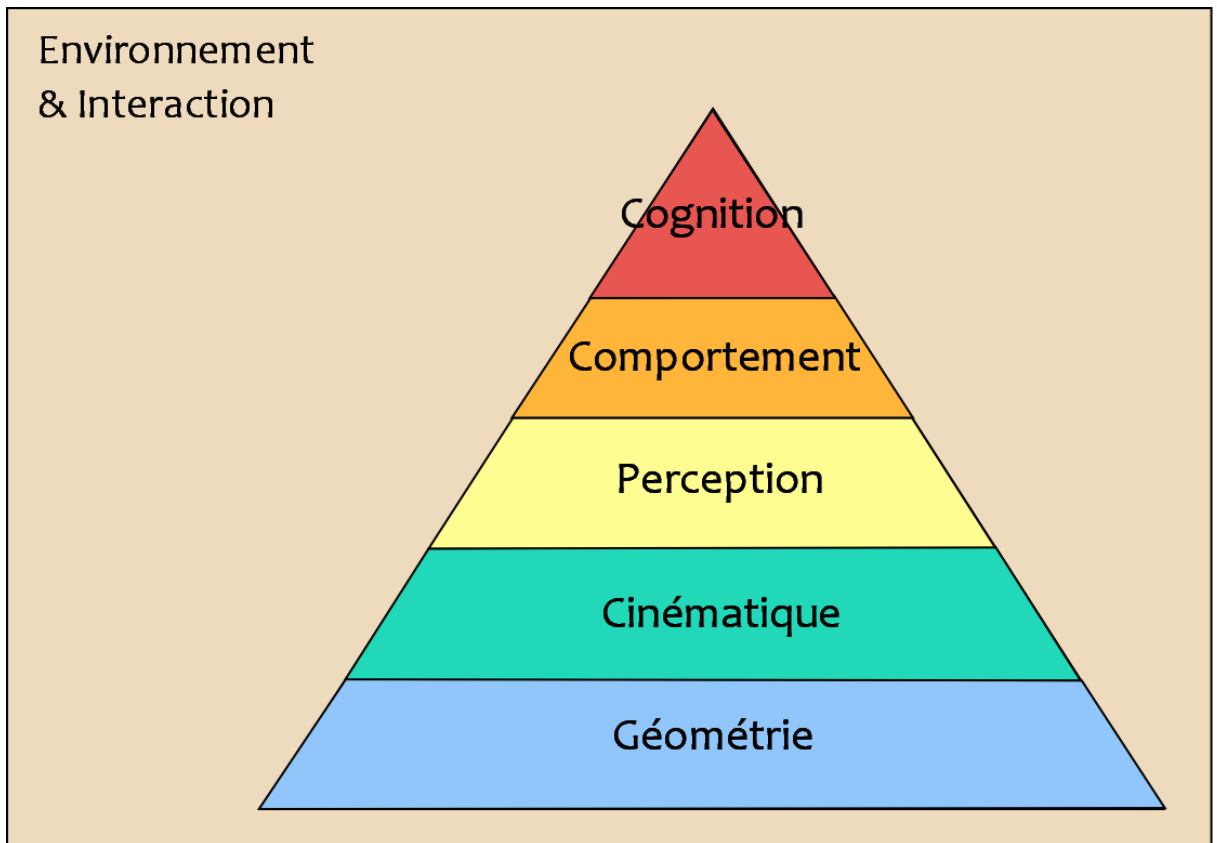 Environnement
& Interaction
Cognition
Comportement
Perception
Cinématique
Géométrie